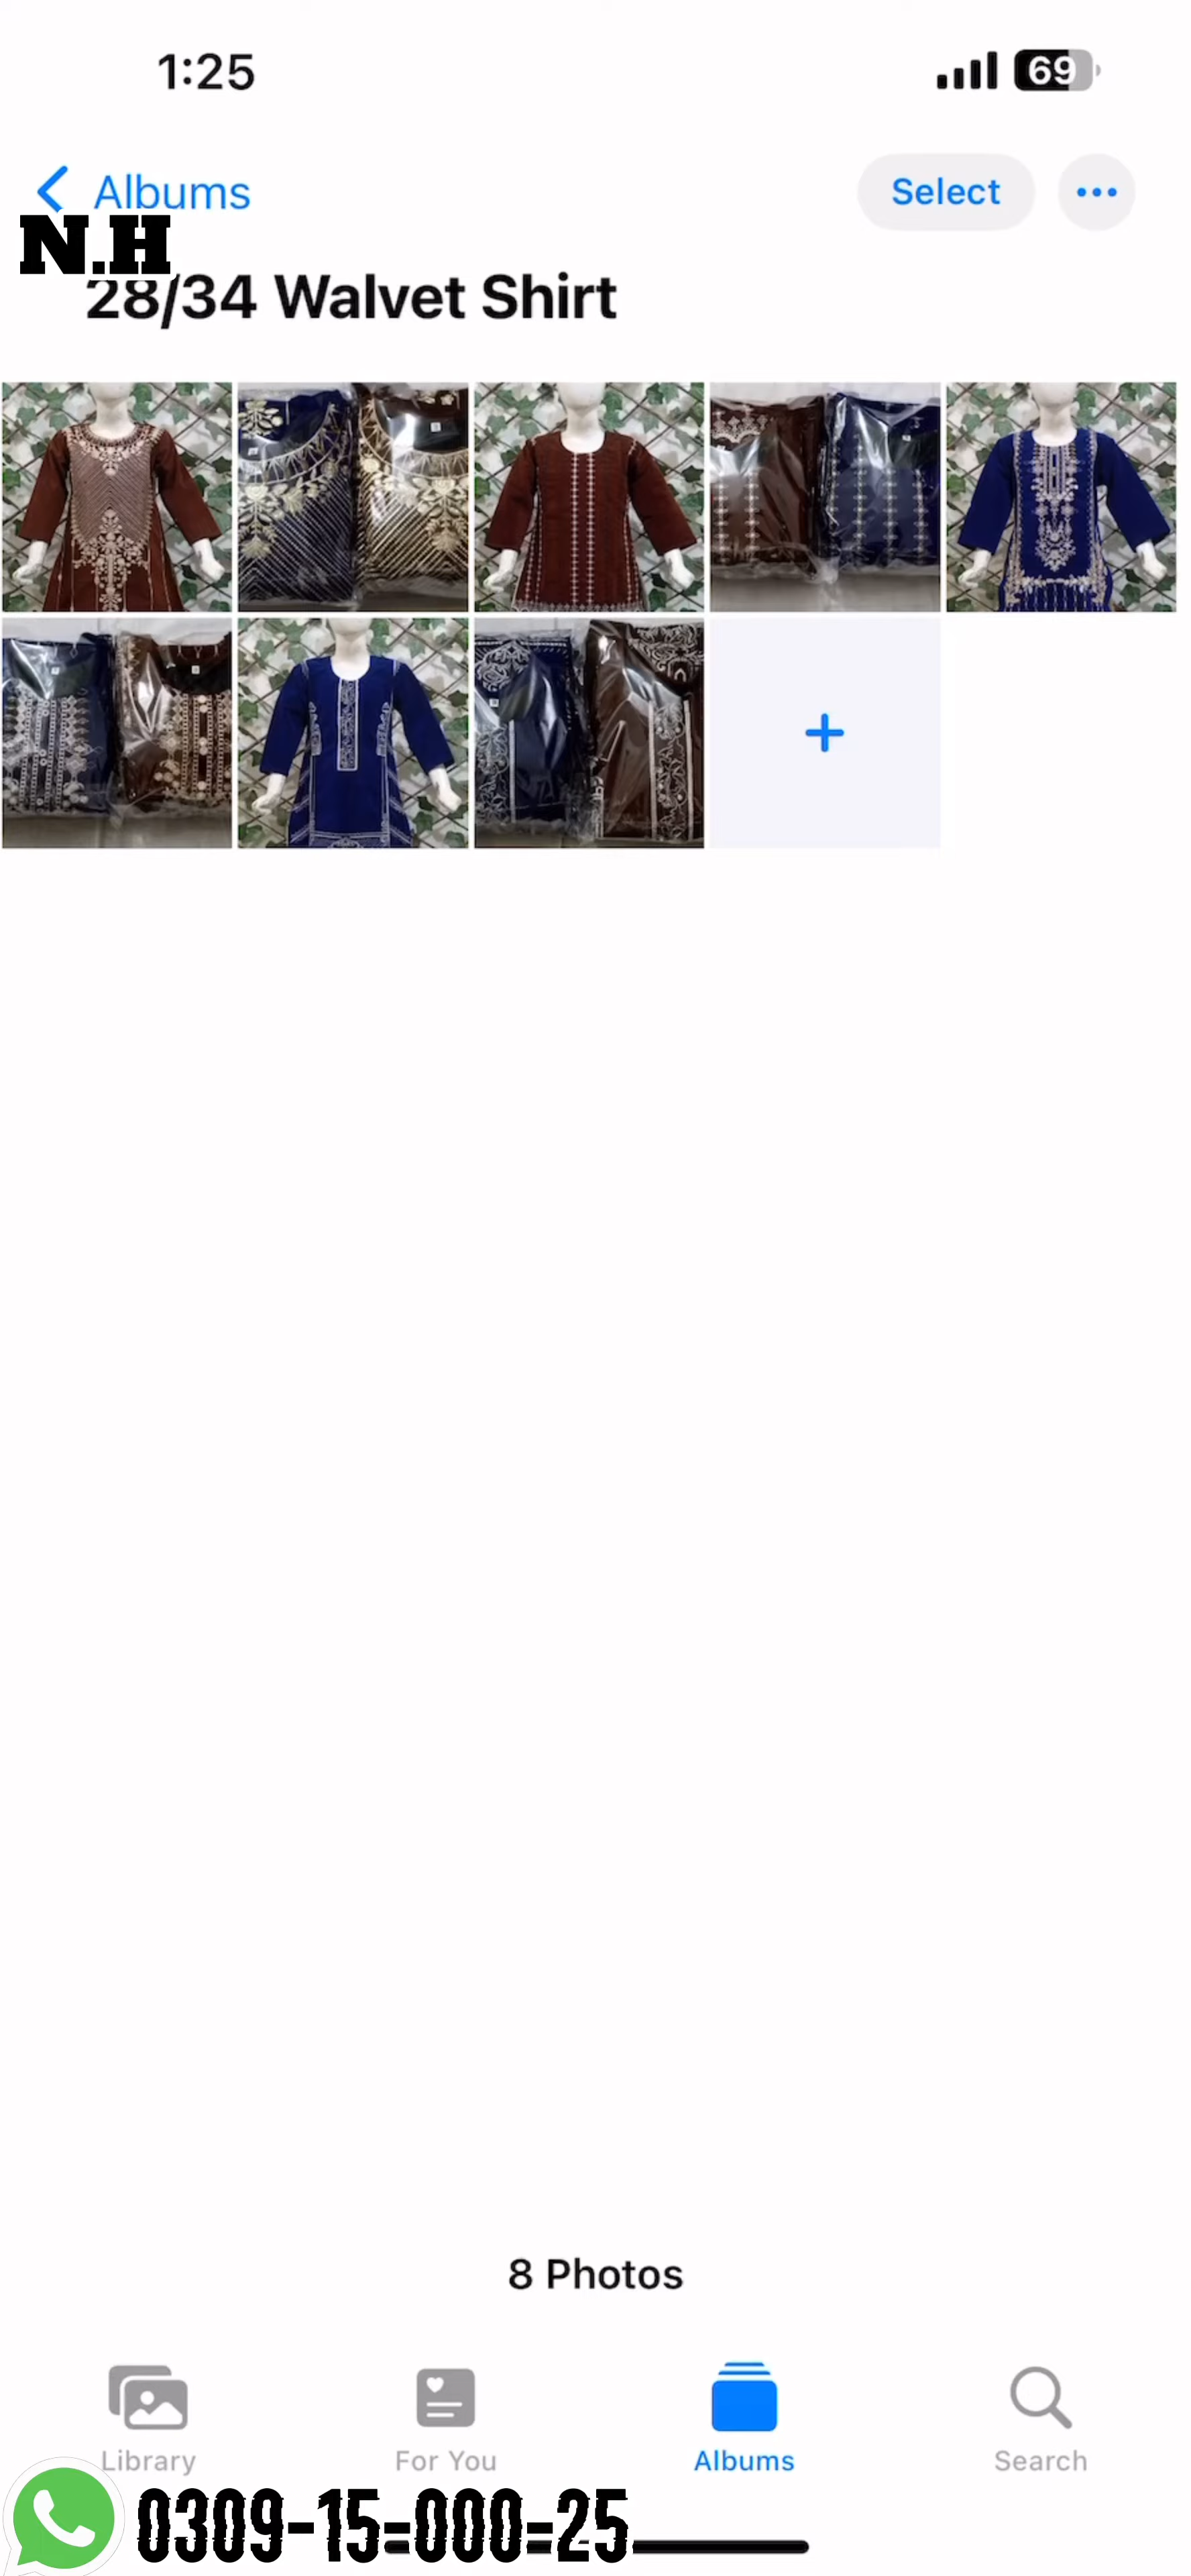 1:25
69
Albums
Select
N.H
28/34 Walvet Shirt
8 Photos
Library
For You
Albums
Search
0309-15=000=25